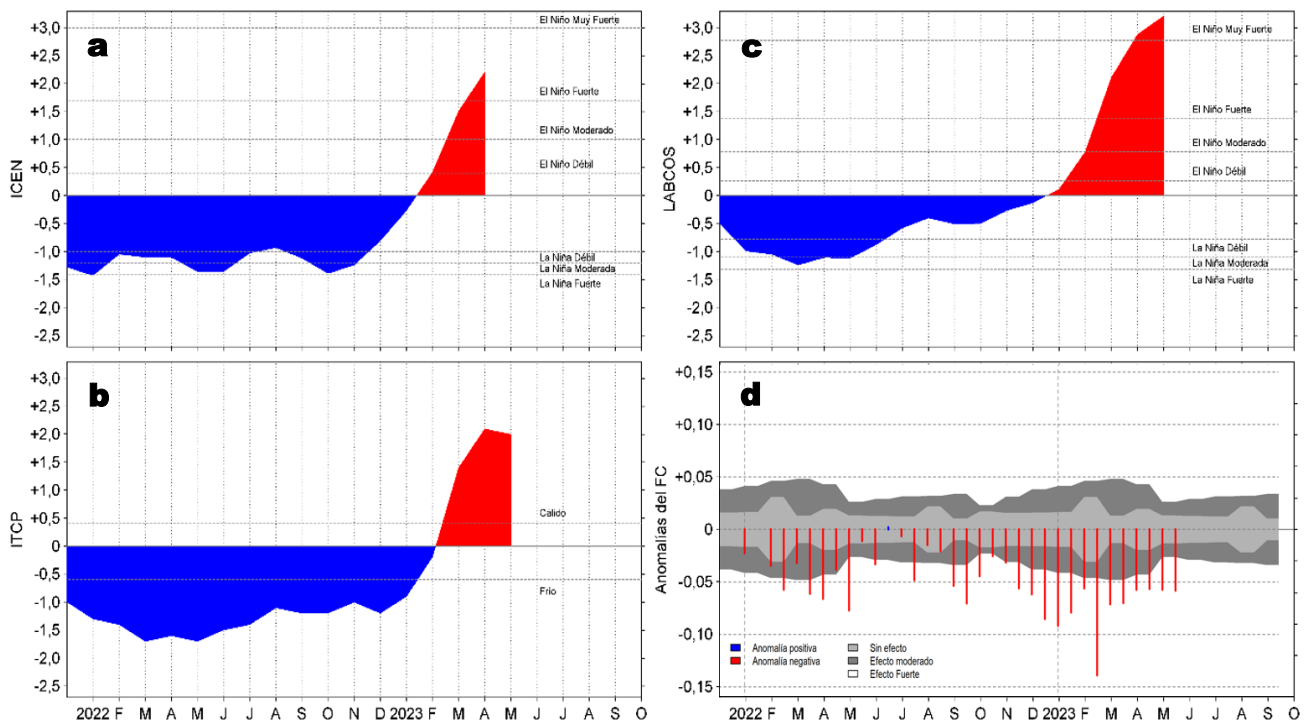 a
ICEN
+3,0
+2,5
+2,0
+1,5
+1,0
+0,5
0
-0,5
-1,0
-1,5
-2,0
-2,5
El Niño Muy Fuerte
El Niño Fuerte
El Niño Moderado
El Niño Débil
La Niña Débil
La Niña Moderada
La Niña Fuerte
c
LABCOS
+3,0
+2,5
+2,0
+1,5
+1,0
+0,5
0
-0,5
-1,0
-1,5
-2,0
-2,5
El Niño Muy Fuerte
El Niño Fuerte
El Niño Moderado
El Niño Débil
La Niña Débil
La Niña Moderada
La Niña Fuerte
b
ITCP
+3,0
+2,5
+2,0
+1,5
+1,0
+0,5
0
-0,5
-1,0
-1,5
-2,0
-2,5
Calido
Frio
2022 F M A M J J A S O N D 2023 F M A M J J A S O
d
Anomalías del FC
+0,15
+0,10
+0,05
0
-0,05
-0,10
-0,15
Anomalía positiva
Anomalía negativa
Sin efecto
Efecto moderado
Efecto Fuerte
2022 F M A M J J A S O N D 2023 F M A M J J A S O